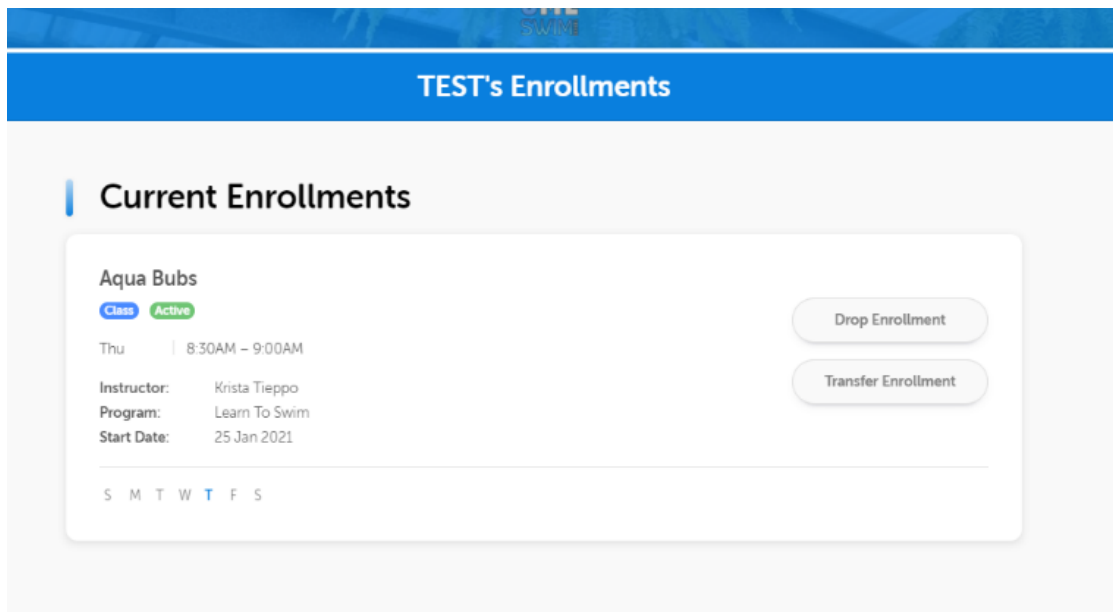 SWIM
TEST's Enrollments
Current Enrollments
Aqua Bubs
Class Active
Thu 8:30AM – 9:00AM
Drop Enrollment
Instructor: Krista Tieppo
Transfer Enrollment
Program: Learn To Swim
Start Date: 25 Jan 2021
S M T W T F S